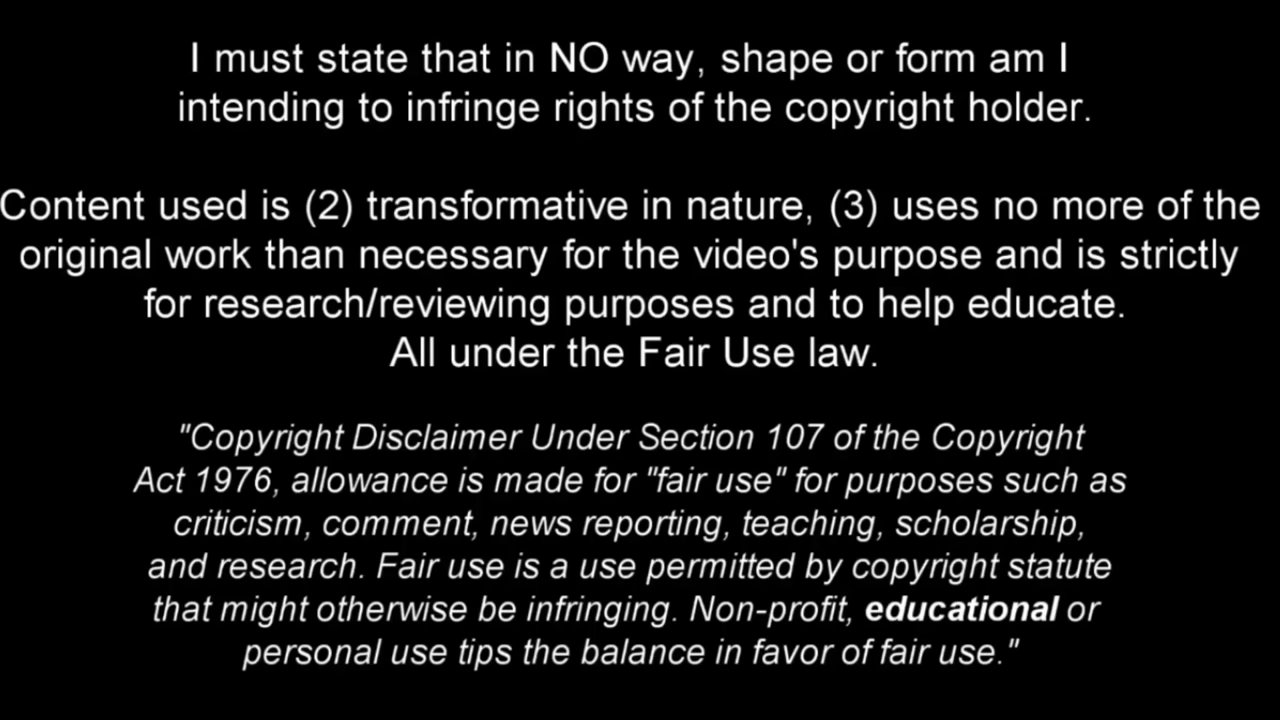 I must state that in NO way, shape or form am I
intending to infringe rights of the copyright holder.
Content used is (2) transformative in nature, (3) uses no more of the
original work than necessary for the video's purpose and is strictly
for research/reviewing purposes and to help educate.
All under the Fair Use law.
"Copyright Disclaimer Under Section 107 of the Copyright
Act 1976, allowance is made for "fair use" for purposes such as
criticism, comment, news reporting, teaching, scholarship,
and research. Fair use is a use permitted by copyright statute
that might otherwise be infringing. Non-profit, educational or
personal use tips the balance in favor of fair use."